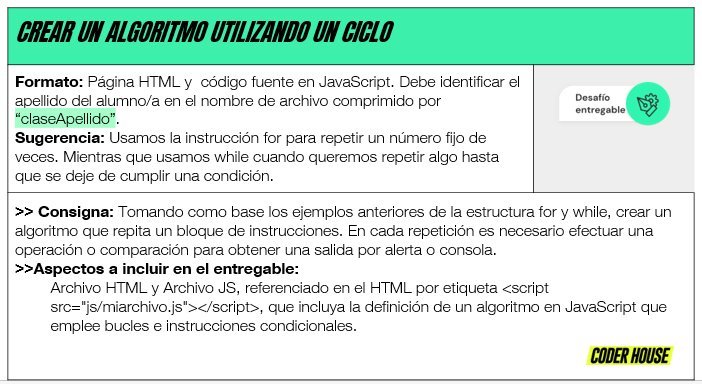 CREAR UN ALGORITMO UTILIZANDO UN CICLO
Formato: Página HTML y código fuente en JavaScript. Debe identificar el
apellido del alumno/a en el nombre de archivo comprimido por
“claseApellido”.
Sugerencia: Usamos la instrucción for para repetir un número fijo de
veces. Mientras que usamos while cuando queremos repetir algo hasta
que se deje de cumplir una condición.
Desafío
entregable
>> Consigna: Tomando como base los ejemplos anteriores de la estructura for y while, crear un
algoritmo que repita un bloque de instrucciones. En cada repetición es necesario efectuar una
operación o comparación para obtener una salida por alerta o consola.
>>Aspectos a incluir en el entregable:
Archivo HTML y Archivo JS, referenciado en el HTML por etiqueta <script
src="js/miarchivo.js"></script>, que incluya la definición de un algoritmo en JavaScript que
emplee bucles e instrucciones condicionales.
CODER HOUSE